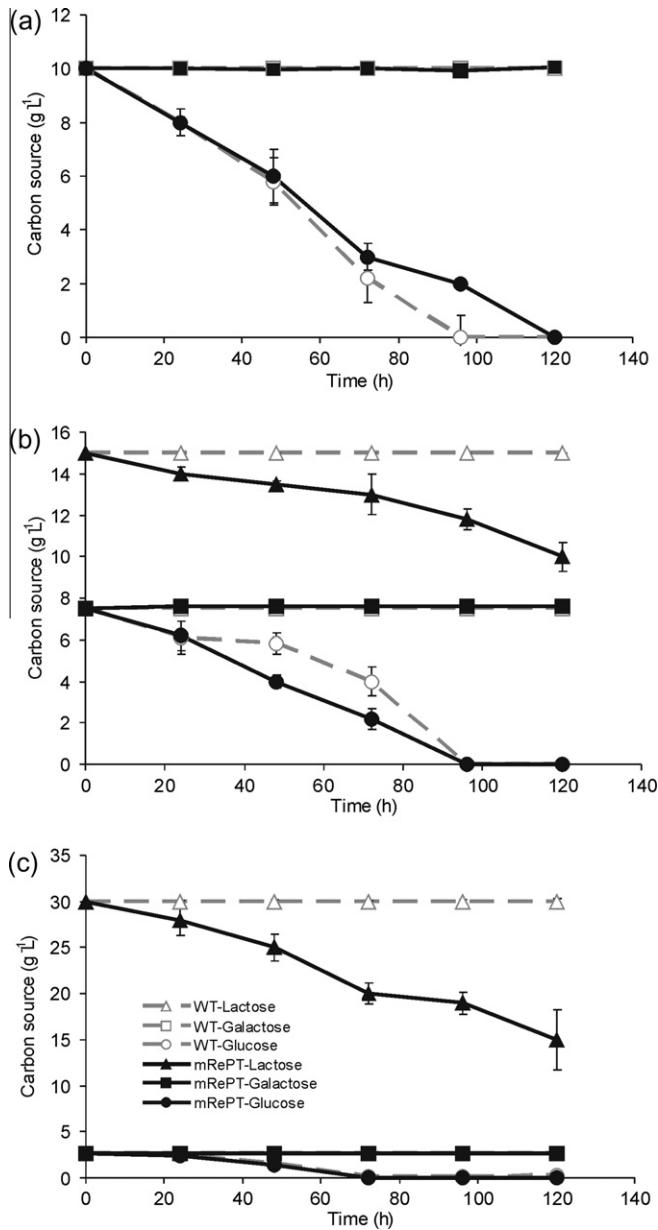 (a)
12
10
8
6
4
2
0
Carbon source (g L⁻¹)
0 20 40 60 80 100 120 140
Time (h)
(b)
16
14
12
10
8
6
4
2
0
Carbon source (g L⁻¹)
0 20 40 60 80 100 120 140
Time (h)
(c)
35
30
25
20
15
10
5
0
Carbon source (g L⁻¹)
WT-Lactose
WT-Galactose
WT-Glucose
mRePT-Lactose
mRePT-Galactose
mRePT-Glucose
0 20 40 60 80 100 120 140
Time (h)